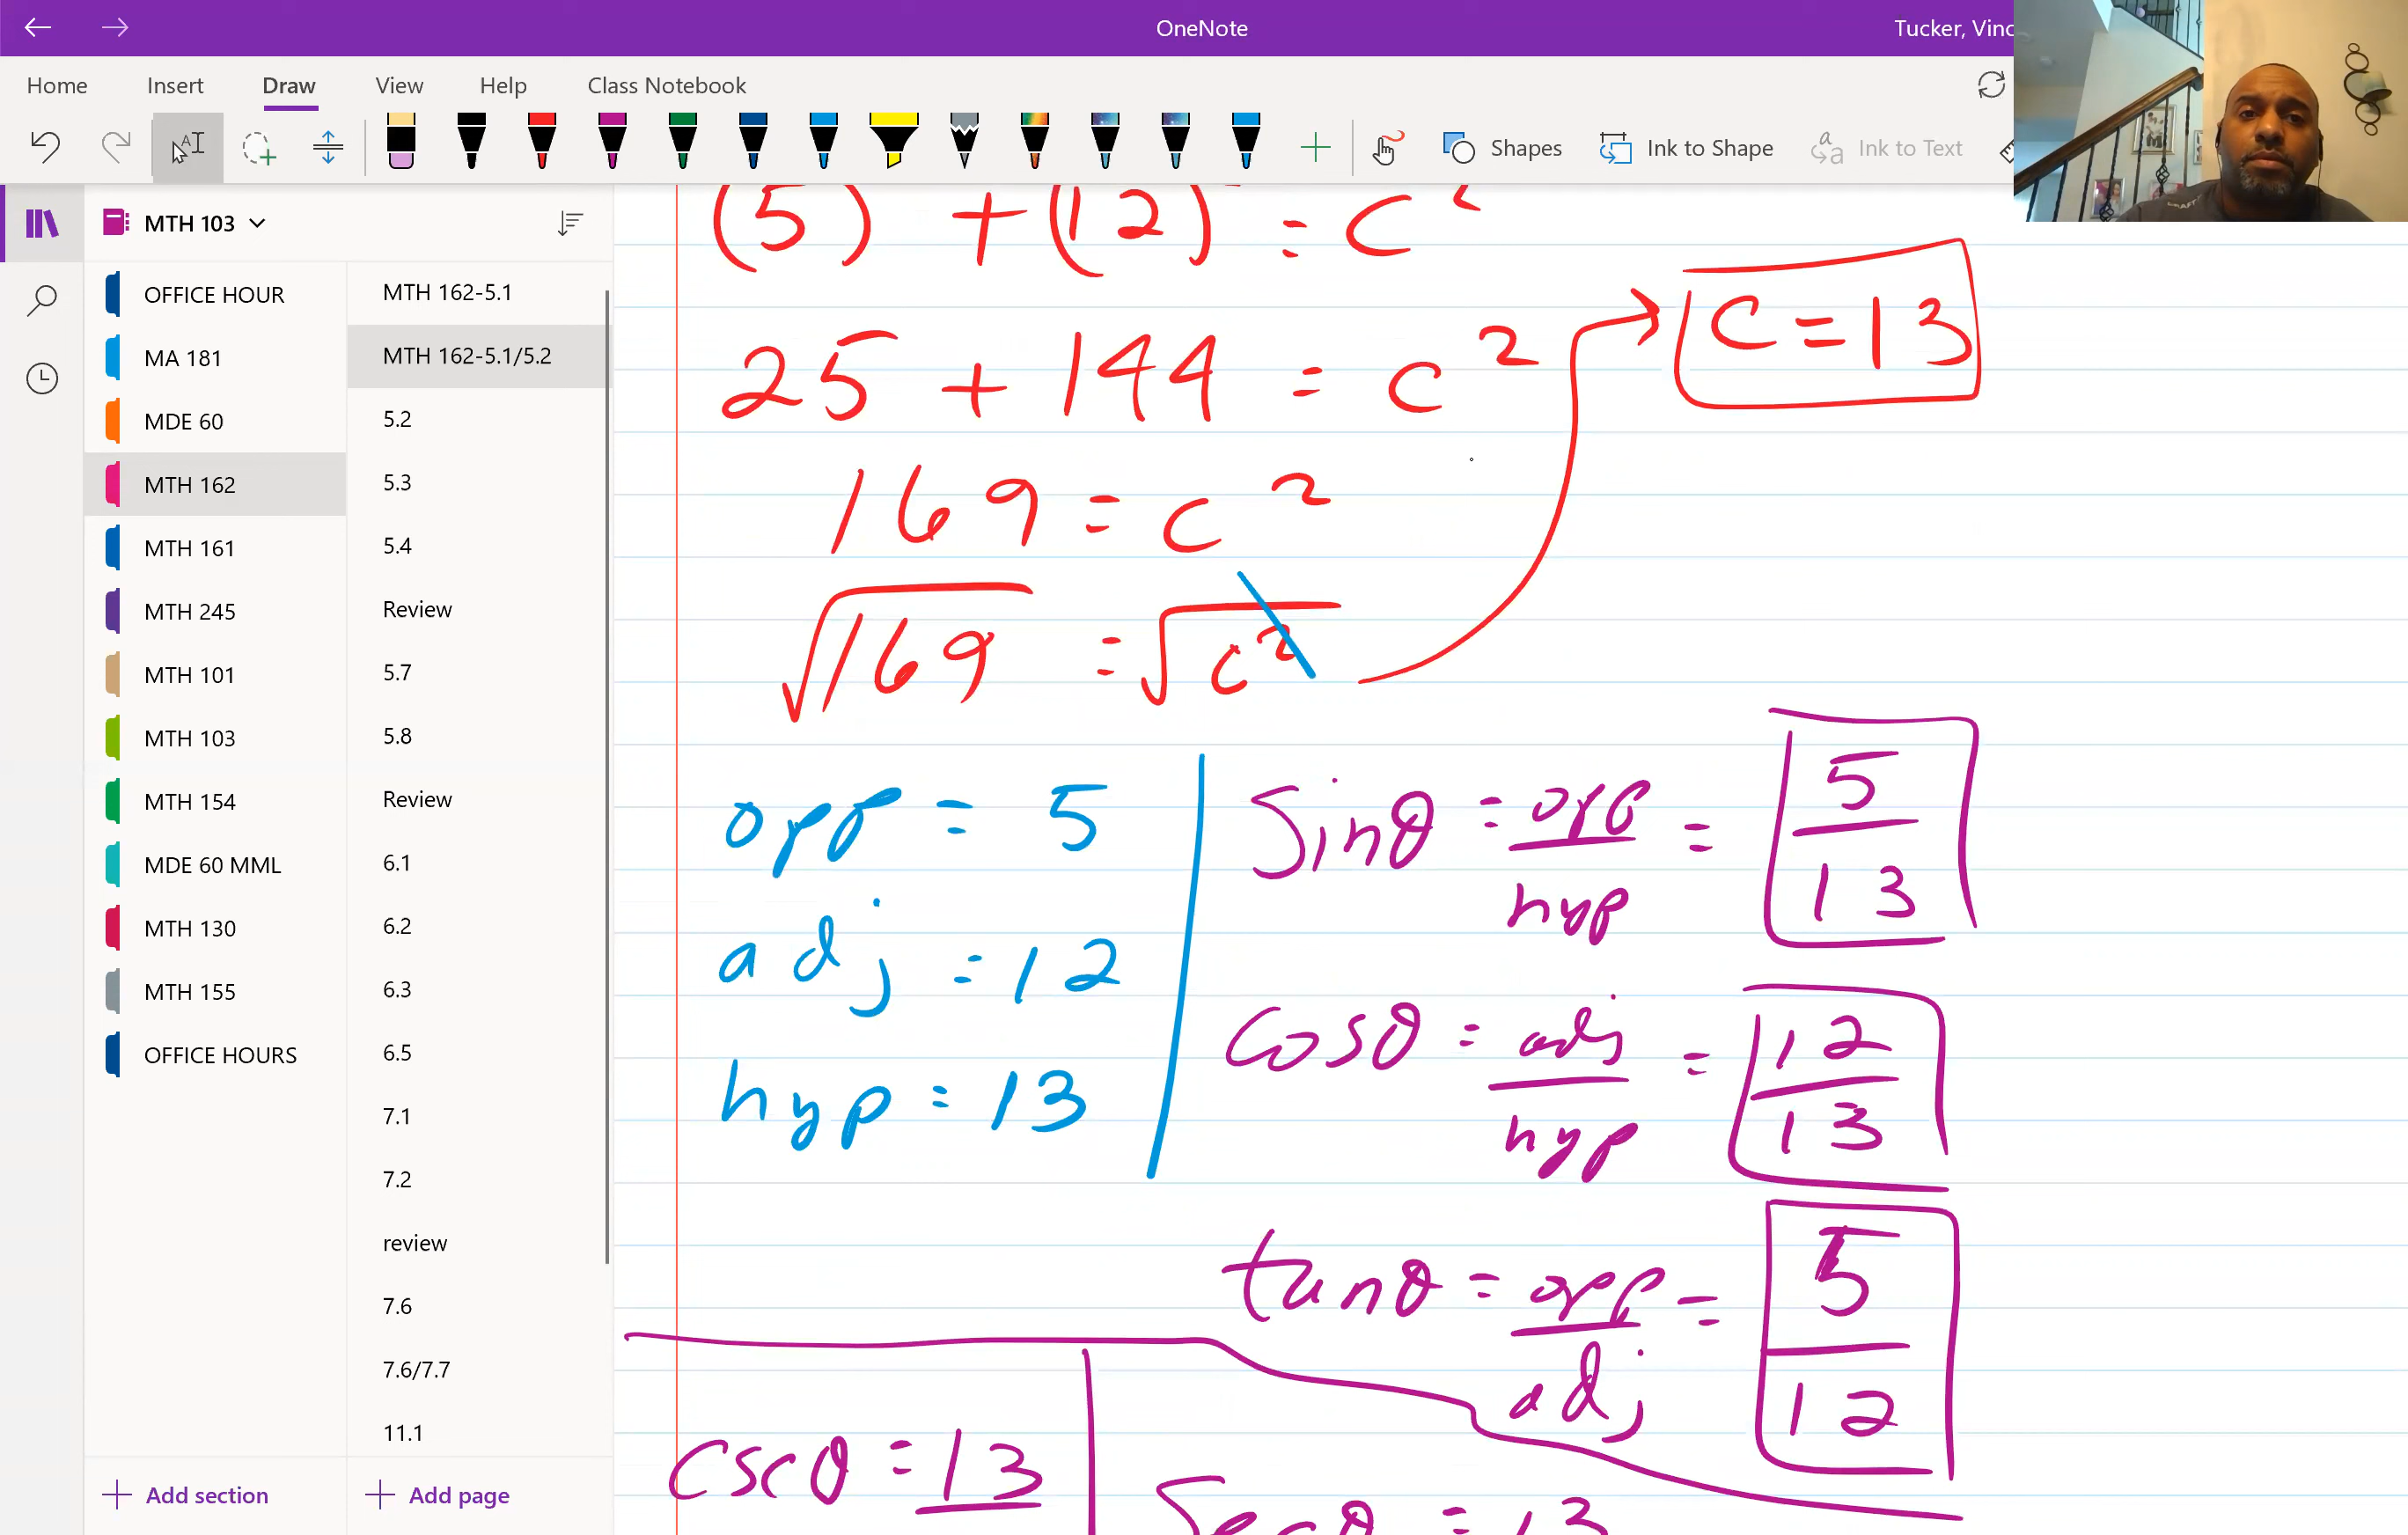 OneNote
Tucker, Vinc
Home Insert Draw View Help Class Notebook
Shapes Ink to Shape Ink to Text
MTH 103
OFFICE HOUR
MA 181
MDE 60
MTH 162
MTH 161
MTH 245
MTH 101
MTH 103
MTH 154
MDE 60 MML
MTH 130
MTH 155
OFFICE HOURS
Add section
MTH 162-5.1
MTH 162-5.1/5.2
5.2
5.3
5.4
Review
5.7
5.8
Review
6.1
6.2
6.3
6.5
7.1
7.2
review
7.6
7.6/7.7
11.1
Add page
(5) + (12) = C²
C = 13
25 + 144 = c²
169 = c²
√169 = √c²
opp = 5
adj = 12
hyp = 13
Sinθ = opp/hyp = 5/13
cosθ = adj/hyp = 12/13
tanθ = opp/adj = 5/12
cscθ = 13
Secθ = 13